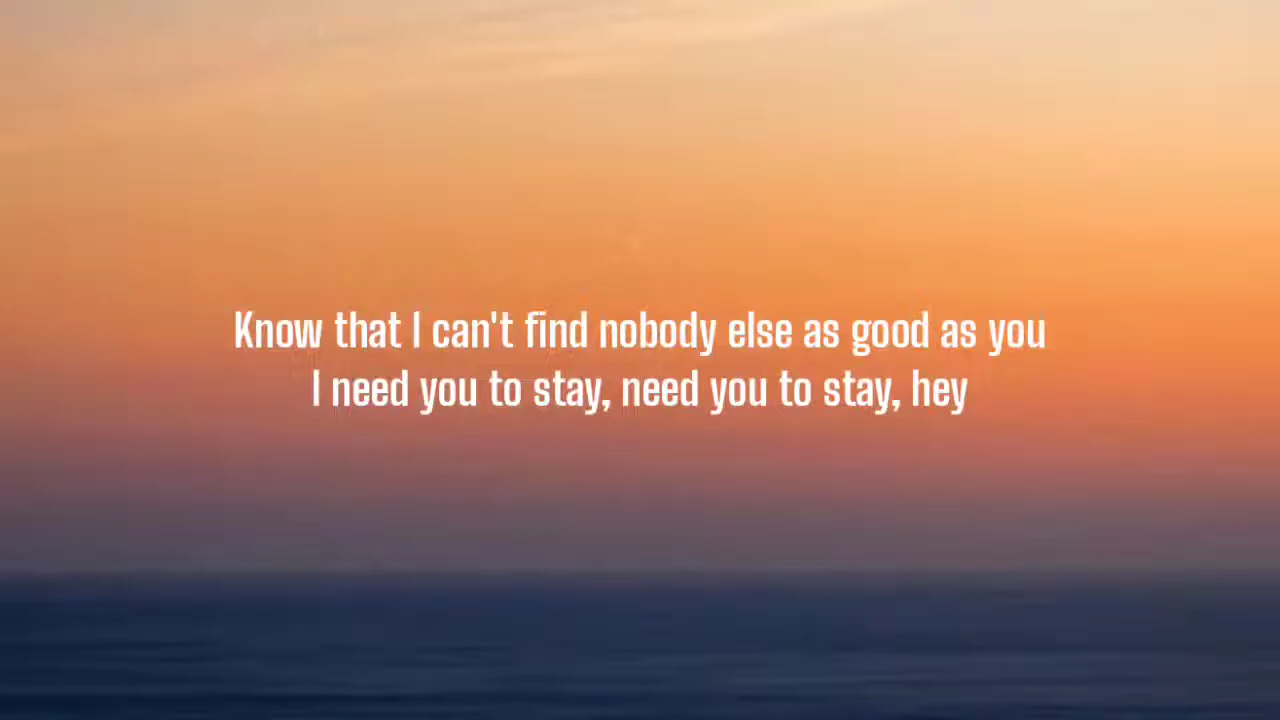 Know that I can't find nobody else as good as you
I need you to stay, need you to stay, hey